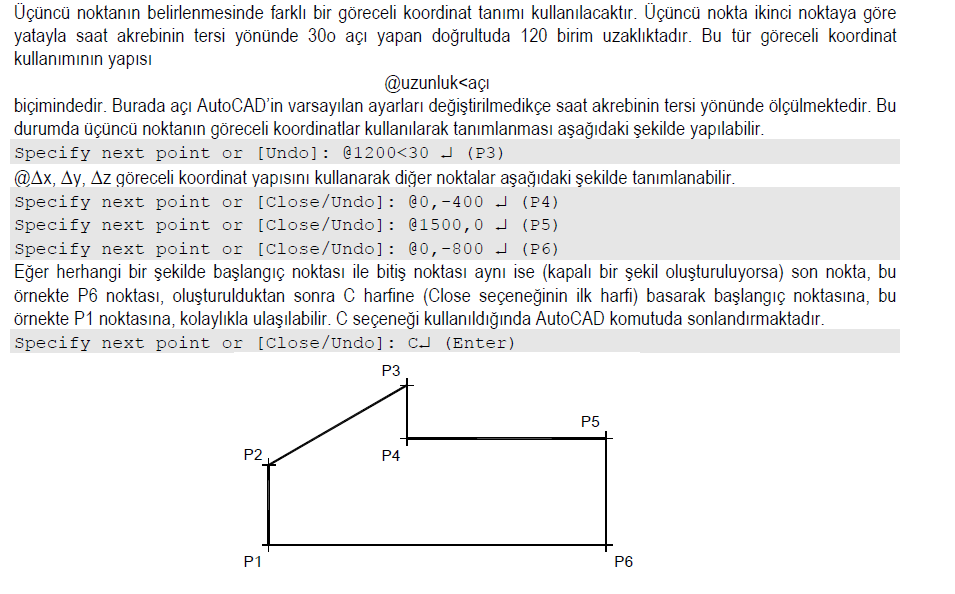 Üçüncü noktanın belirlenmesinde farklı bir göreceli koordinat tanımı kullanılacaktır. Üçüncü nokta ikinci noktaya göre
yatayla saat akrebinin tersi yönünde 30o açı yapan doğrultuda 120 birim uzaklıktadır. Bu tür göreceli koordinat
kullanımının yapısı
@uzunluk<açı
biçimindedir. Burada açı AutoCAD'in varsayılan ayarları değiştirilmedikçe saat akrebinin tersi yönünde ölçülmektedir. Bu
durumda üçüncü noktanın göreceli koordinatlar kullanılarak tanımlanması aşağıdaki şekilde yapılabilir.
Specify next point or [Undo]: @1200<30 ↵ (P3)
@Δx, Δy, Δz göreceli koordinat yapısını kullanarak diğer noktalar aşağıdaki şekilde tanımlanabilir.
Specify next point or [Close/Undo]: @0,-400 ↵ (P4)
Specify next point or [Close/Undo]: @1500,0 ↵ (P5)
Specify next point or [Close/Undo]: @0,-800 ↵ (P6)
Eğer herhangi bir şekilde başlangıç noktası ile bitiş noktası aynı ise (kapalı bir şekil oluşturuluyorsa) son nokta, bu
örnekte P6 noktası, oluşturulduktan sonra C harfine (Close seçeneğinin ilk harfi) basarak başlangıç noktasına, bu
örnekte P1 noktasına, kolaylıkla ulaşılabilir. C seçeneği kullanıldığında AutoCAD komutuda sonlandırmaktadır.
Specify next point or [Close/Undo]: C↵ (Enter)
P3
P5
P2
P4
P1
P6